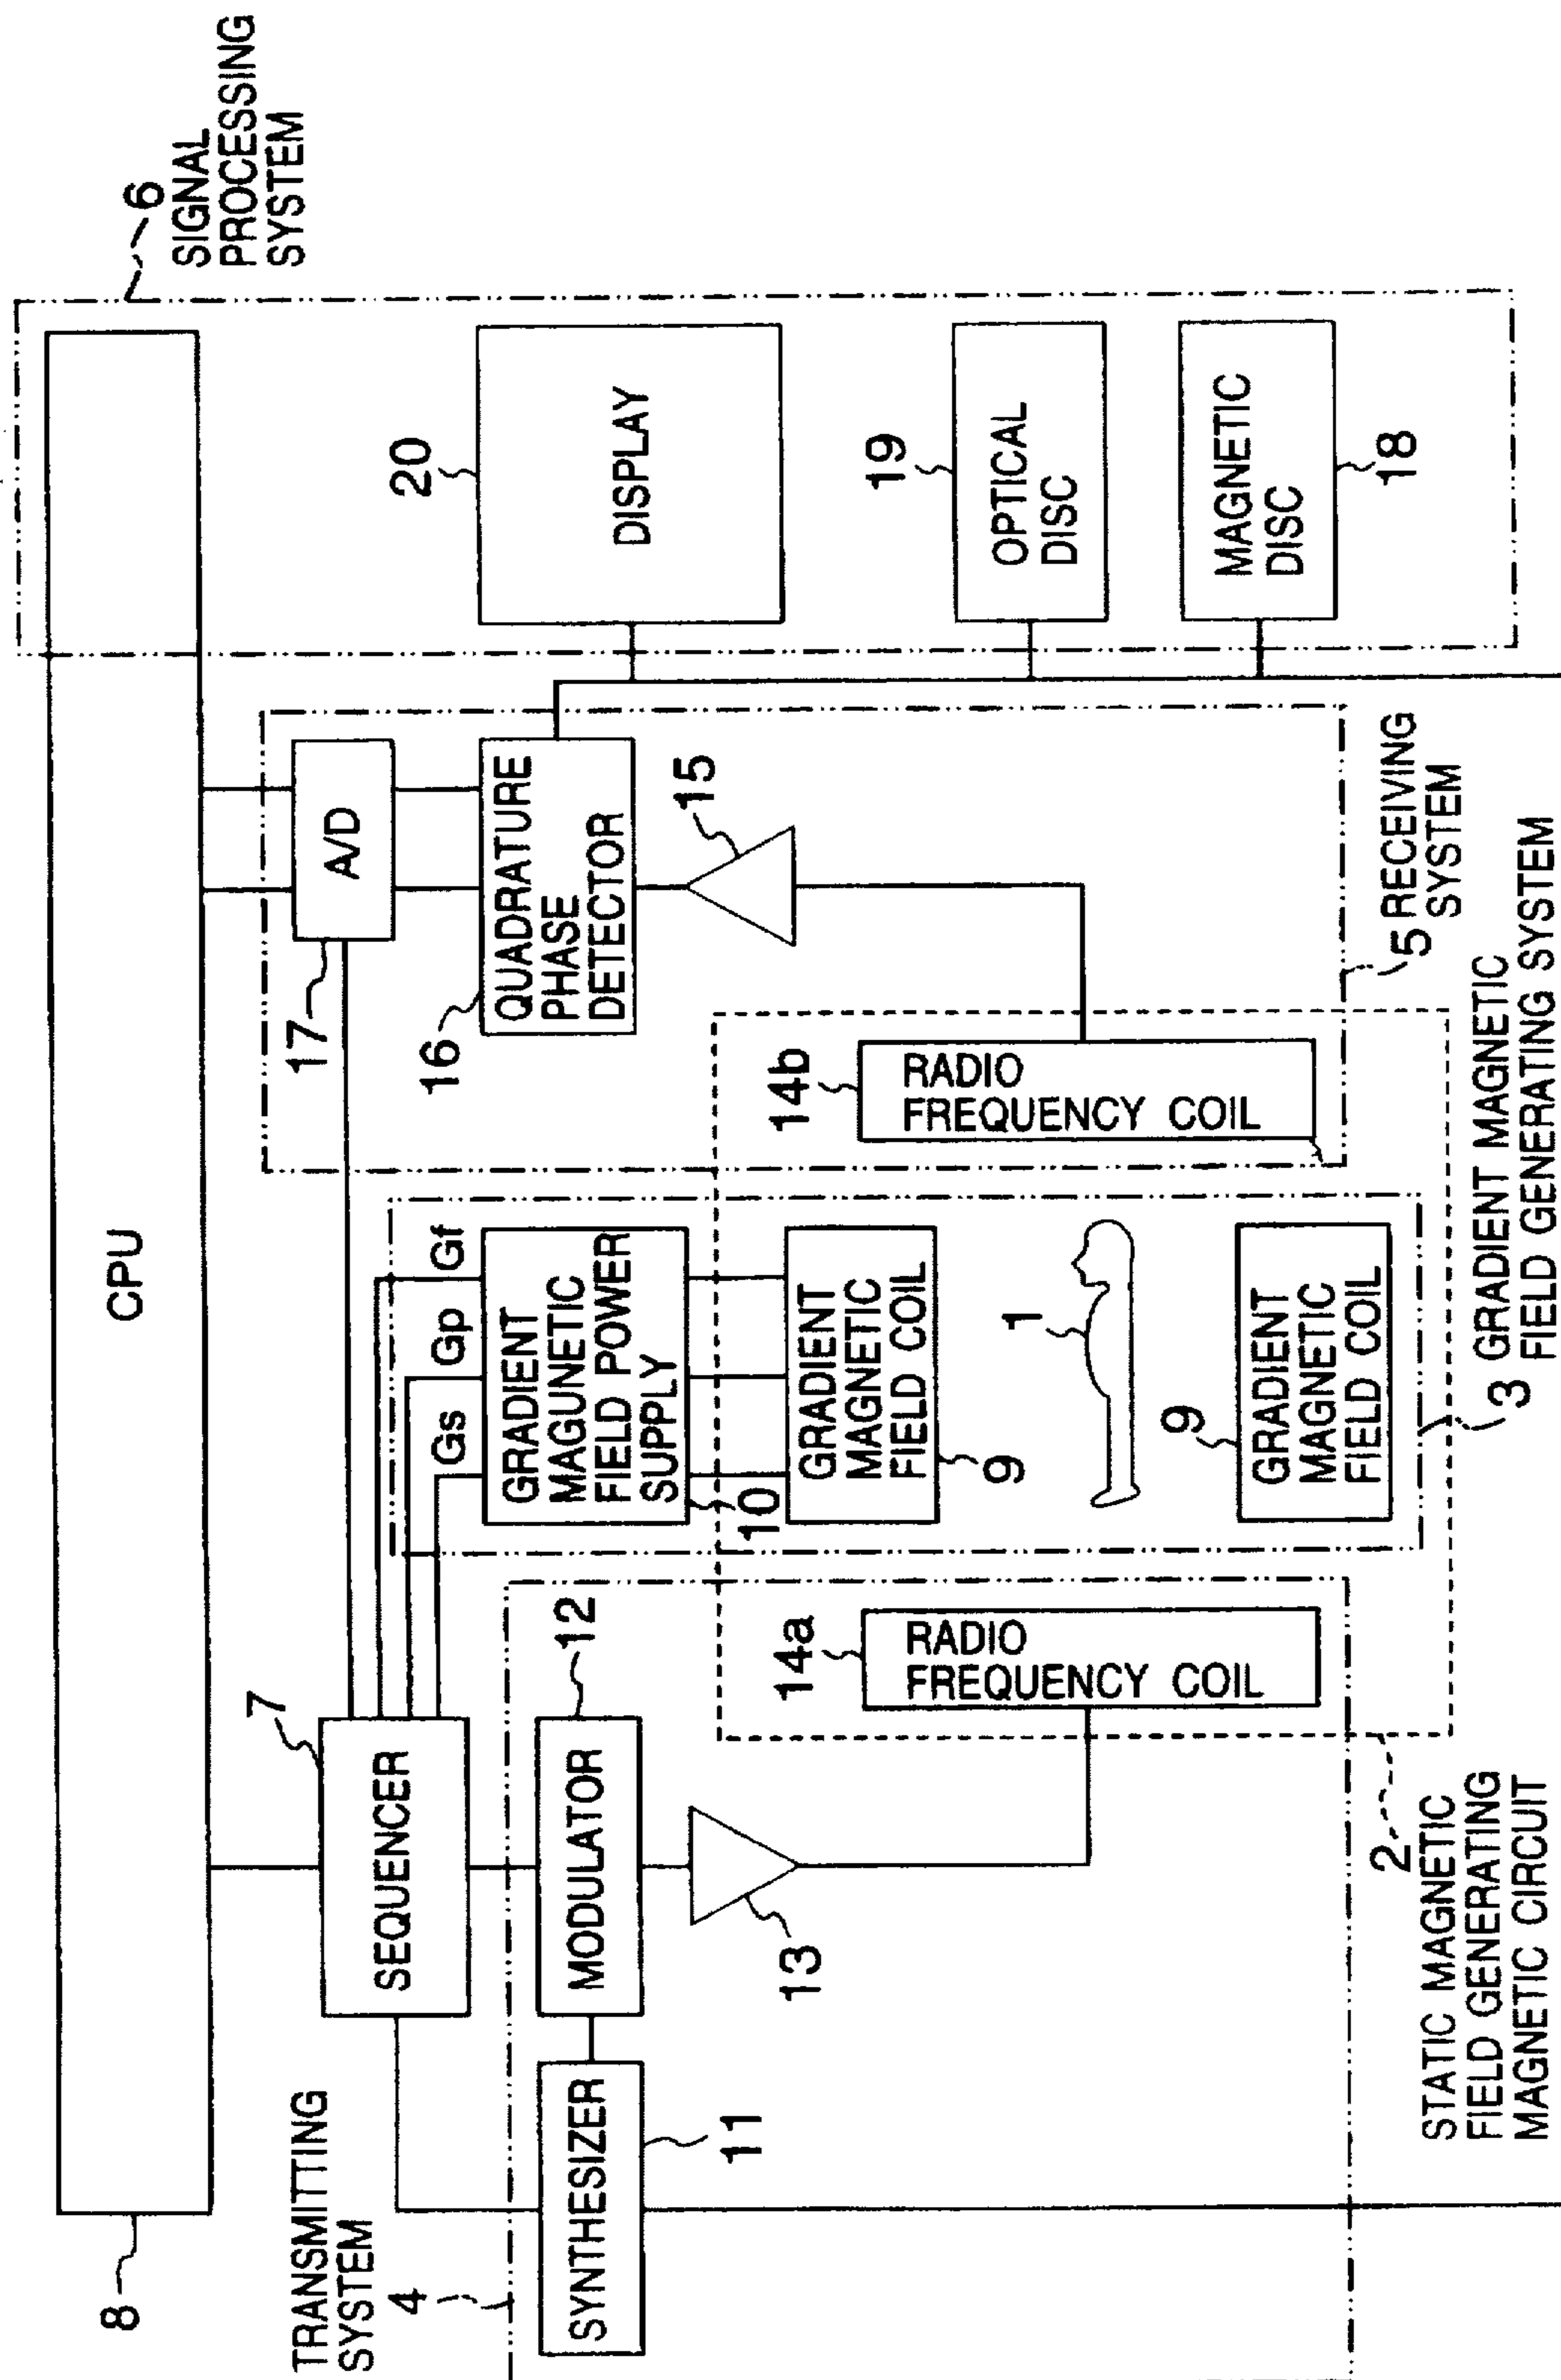 6
SIGNAL
PROCESSING
SYSTEM
CPU
8
7
SEQUENCER
TRANSMITTING
SYSTEM
4
SYNTHESIZER
11
MODULATOR
12
13
14a
RADIO
FREQUENCY COIL
Gs
Gp
Gf
GRADIENT
MAGUNETIC
FIELD POWER
SUPPLY
10
GRADIENT
MAGNETIC
FIELD COIL
9
1
9
GRADIENT
MAGNETIC
FIELD COIL
17
A/D
16
QUADRATURE
PHASE
DETECTOR
15
14b
RADIO
FREQUENCY COIL
20
DISPLAY
19
OPTICAL
DISC
MAGNETIC
DISC
18
2
STATIC MAGNETIC
FIELD GENERATING
MAGNETIC CIRCUIT
3
GRADIENT MAGNETIC
FIELD GENERATING SYSTEM
5
RECEIVING
SYSTEM